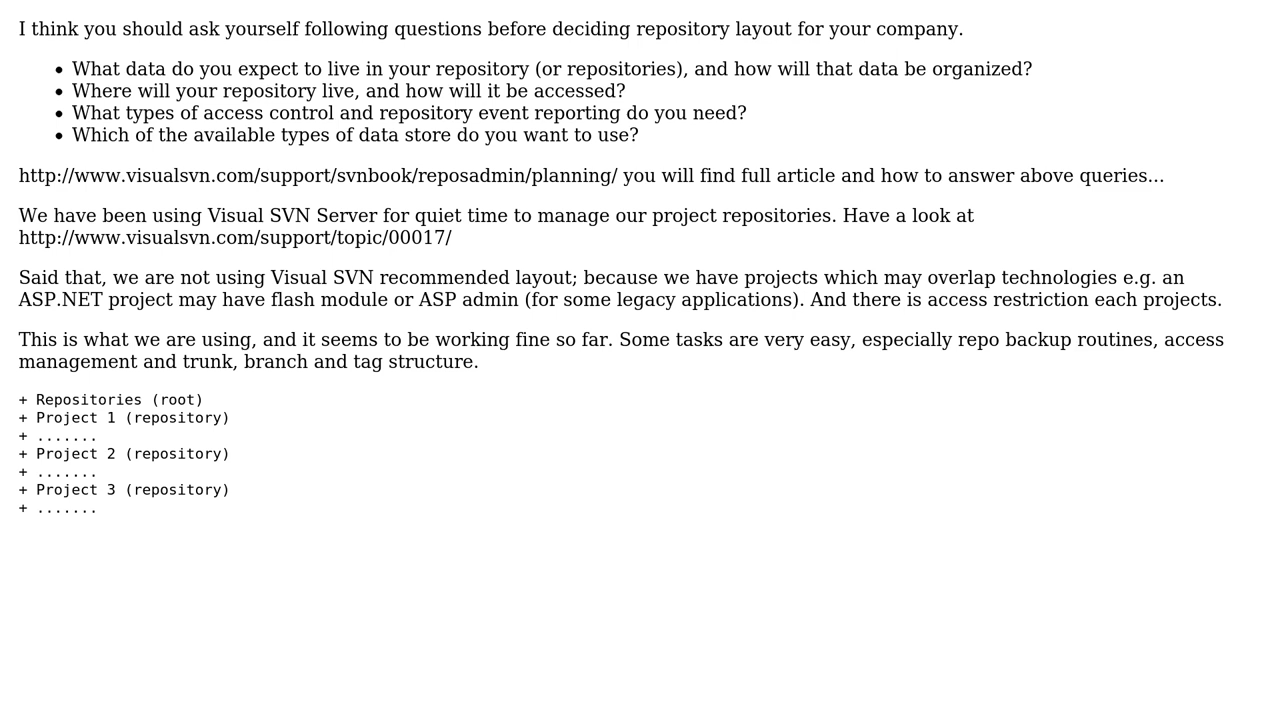 I think you should ask yourself following questions before deciding repository layout for your company.
• What data do you expect to live in your repository (or repositories), and how will that data be organized?
• Where will your repository live, and how will it be accessed?
• What types of access control and repository event reporting do you need?
• Which of the available types of data store do you want to use?
http://www.visualsvn.com/support/svnbook/reposadmin/planning/ you will find full article and how to answer above queries...
We have been using Visual SVN Server for quiet time to manage our project repositories. Have a look at
http://www.visualsvn.com/support/topic/00017/
Said that, we are not using Visual SVN recommended layout; because we have projects which may overlap technologies e.g. an
ASP.NET project may have flash module or ASP admin (for some legacy applications). And there is access restriction each projects.
This is what we are using, and it seems to be working fine so far. Some tasks are very easy, especially repo backup routines, access
management and trunk, branch and tag structure.
+ Repositories (root)
+ Project 1 (repository)
+ .......
+ Project 2 (repository)
+ .......
+ Project 3 (repository)
+ .......